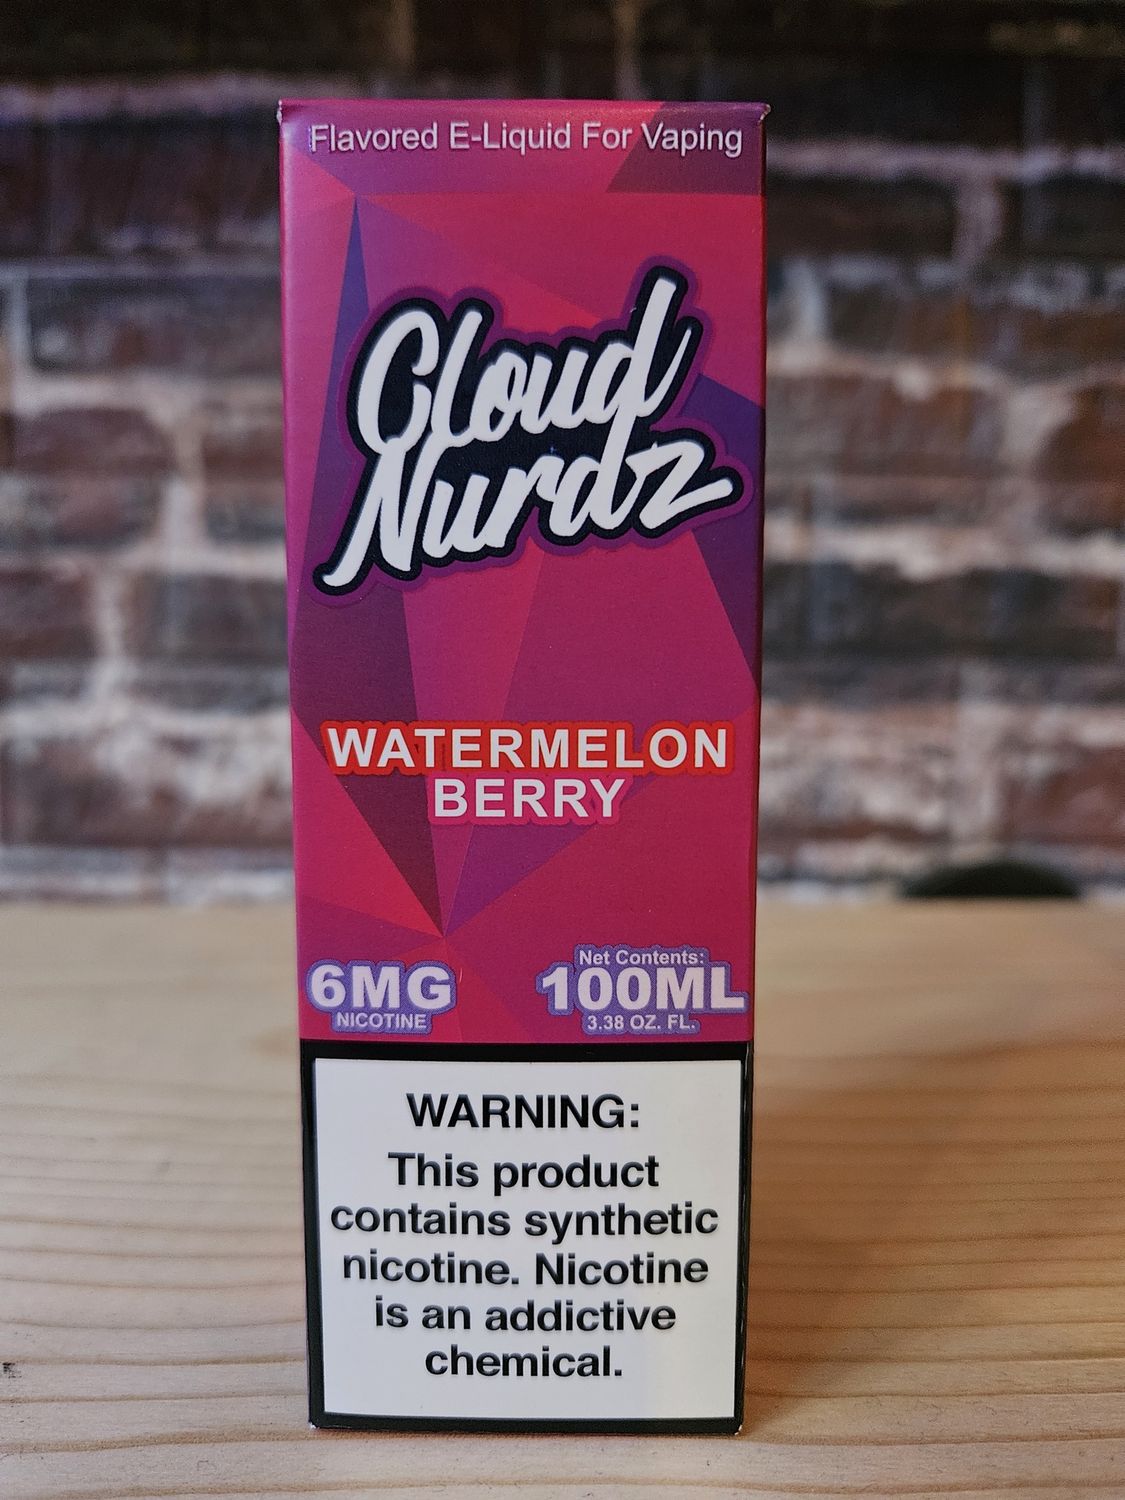 Flavored E-Liquid For Vaping
Cloud
Nurdz
WATERMELON
BERRY
6MG
NICOTINE
Net Contents:
100ML
3.38 OZ. FL.
WARNING:
This product
contains synthetic
nicotine. Nicotine
is an addictive
chemical.